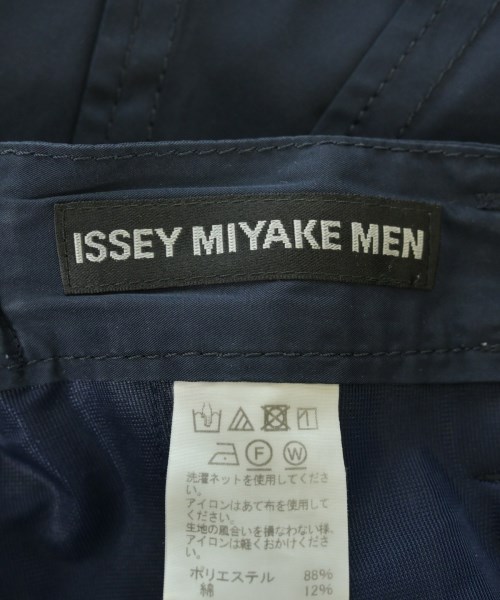 ISSEY MIYAKE MEN
F W
洗濯ネットを使用してくださ
い。
アイロンはあて布を使用して
ください。
生地の風合いを損なわない様、
アイロンは軽くおかけくださ
い。
ポリエステル 88%
綿 12%